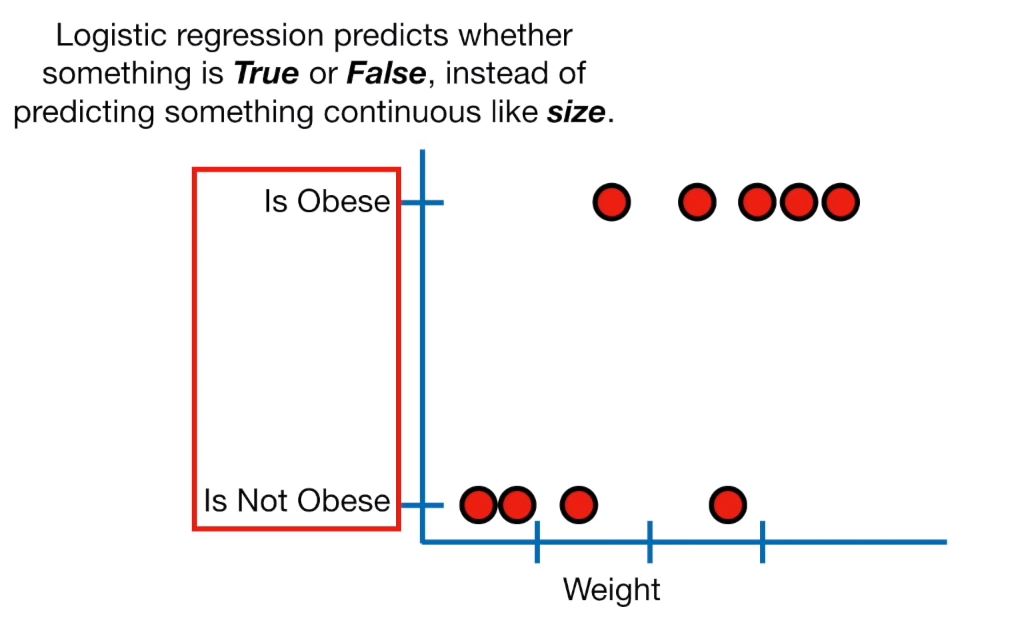 Logistic regression predicts whether
something is True or False, instead of
predicting something continuous like size.
Is Obese
Is Not Obese
Weight